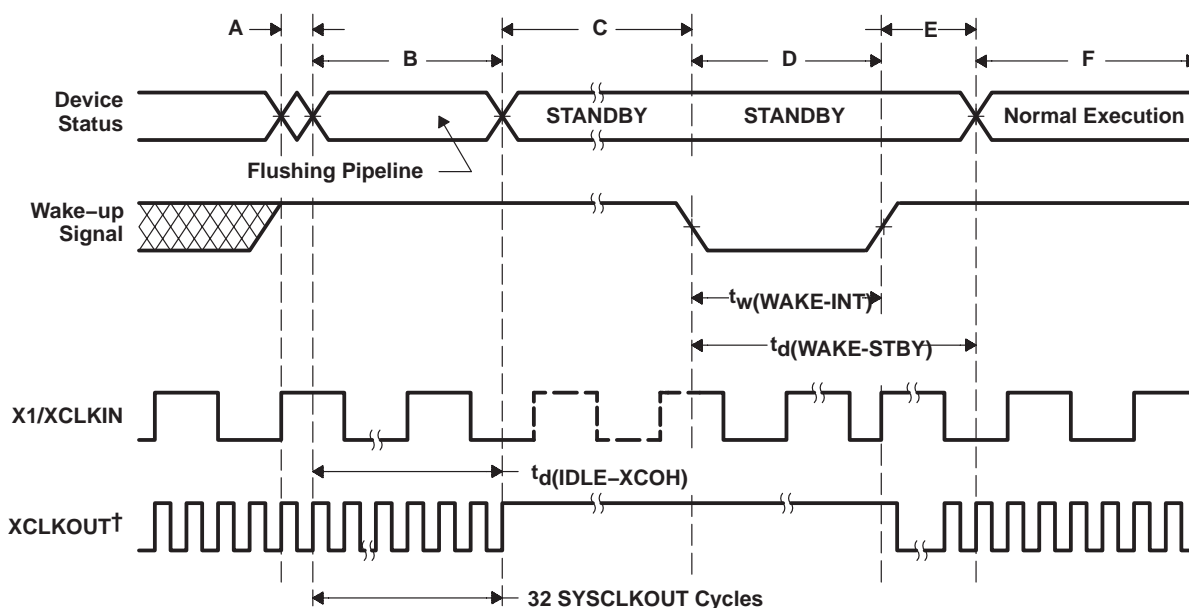 A
B
C
D
E
F
Device
Status
STANDBY
STANDBY
Normal Execution
Flushing Pipeline
Wake–up
Signal
tw(WAKE-INT)
td(WAKE-STBY)
X1/XCLKIN
td(IDLE–XCOH)
XCLKOUT†
32 SYSCLKOUT Cycles